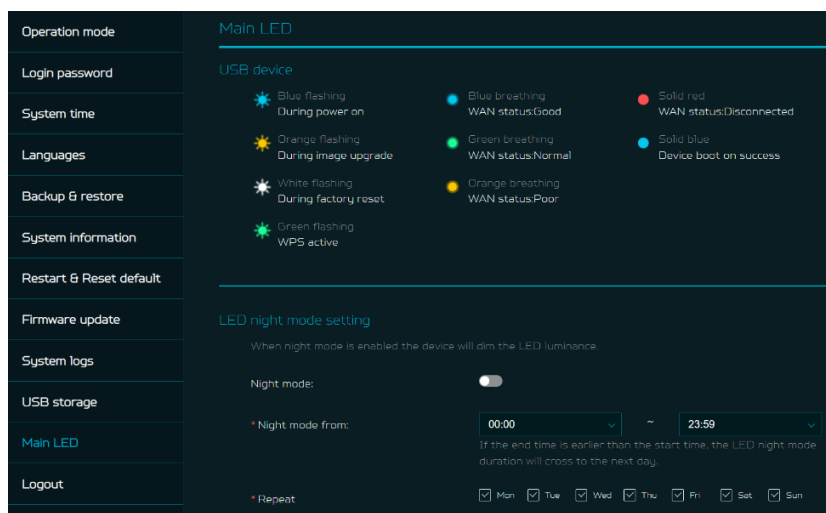 Operation mode
Login password
System time
Languages
Backup & restore
System information
Restart & Reset default
Firmware update
System logs
USB storage
Main LED
Logout
Main LED
USB device
Blue flashing
During power on
Blue breathing
WAN status:Good
Solid red
WAN status:Disconnected
Orange flashing
During image upgrade
Green breathing
WAN status:Normal
Solid blue
Device boot on success
White flashing
During factory reset
Orange breathing
WAN status:Poor
Green flashing
WPS active
LED night mode setting
When night mode is enabled the device will dim the LED luminance.
Night mode:
* Night mode from:
00:00 ~ 23:59
If the end time is earlier than the start time, the LED night mode
duration will cross to the next day.
* Repeat
Mon Tue Wed Thu Fri Sat Sun